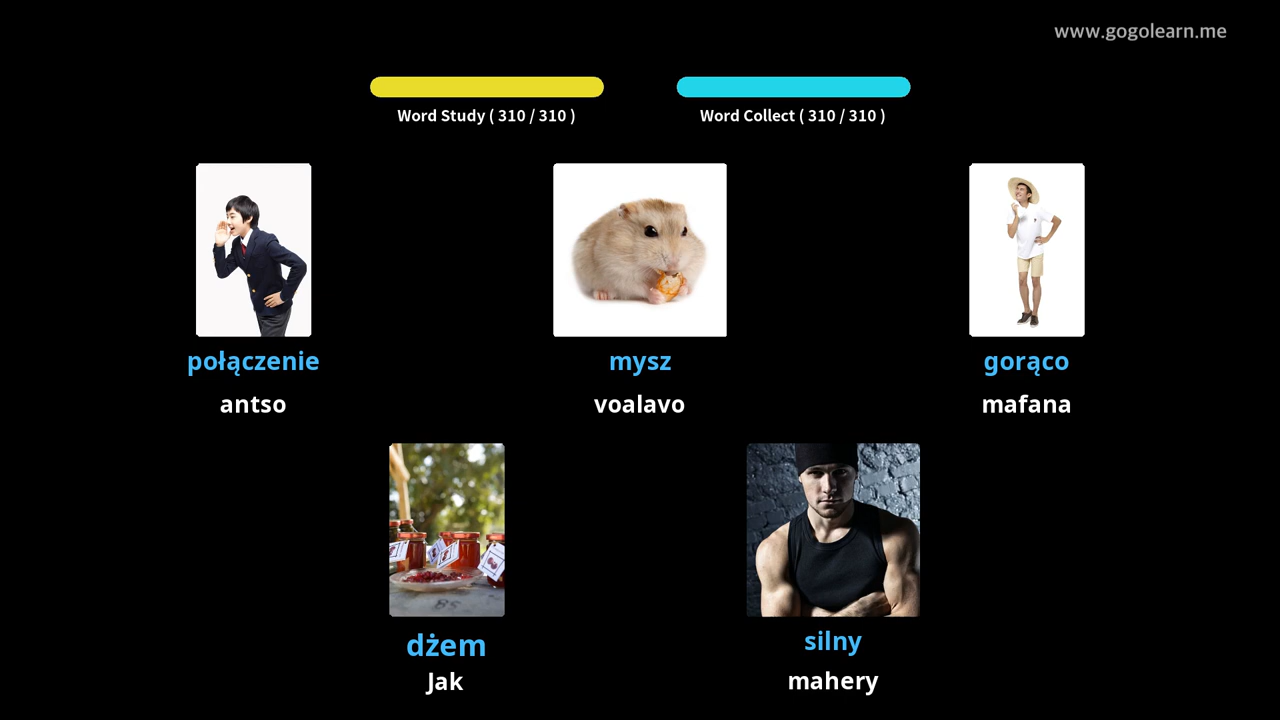 www.gogolearn.me
Word Study ( 310 / 310 )
Word Collect ( 310 / 310 )
połączenie
mysz
gorąco
antso
voalavo
mafana
dżem
silny
Jak
mahery